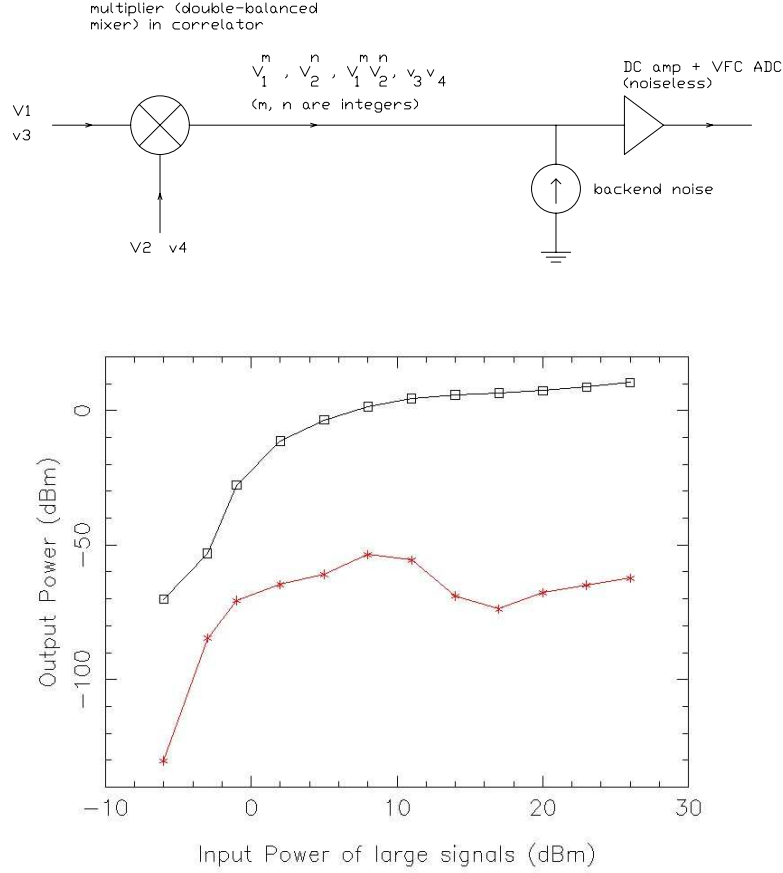 multiplier (double-balanced
mixer) in correlator
V1^m , V2^n , V1^m V2^n , v3 v4
(m, n are integers)
DC amp + VFC ADC
(noiseless)
V1
v3
backend noise
V2 v4
0
−50
−100
Output Power (dBm)
−10 0 10 20 30
Input Power of large signals (dBm)